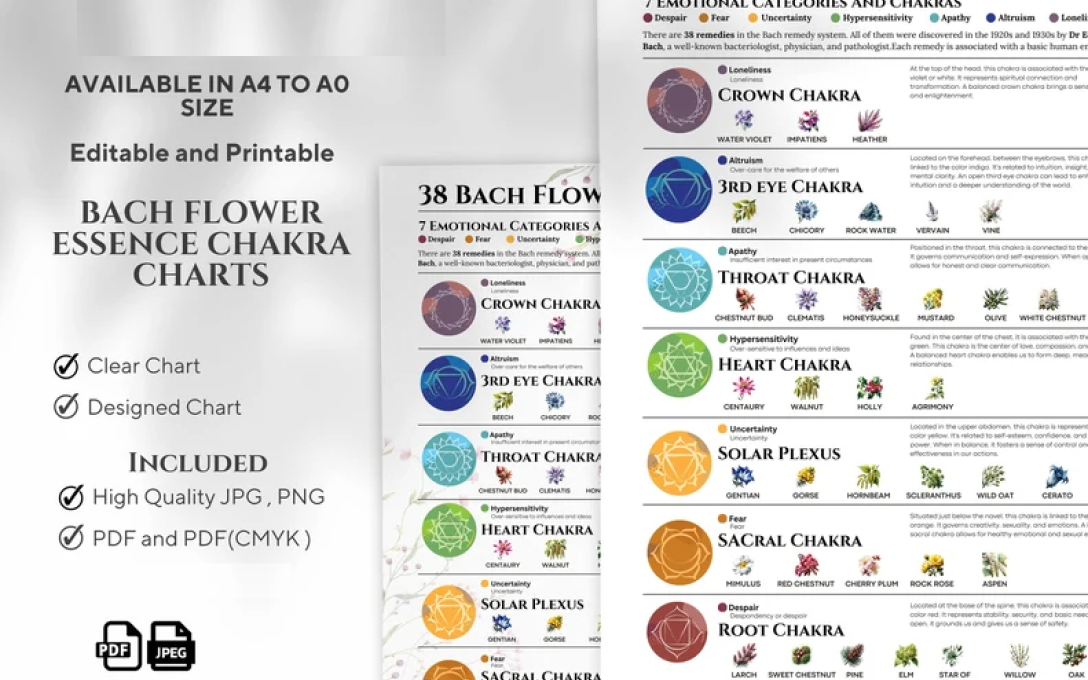 AVAILABLE IN A4 TO A0
SIZE
Editable and Printable
BACH FLOWER
ESSENCE CHAKRA
CHARTS
Clear Chart
Designed Chart
INCLUDED
High Quality JPG , PNG
PDF and PDF(CMYK )
PDF
JPEG
38 BACH FLOW
7 EMOTIONAL CATEGORIES A
Despair Fear Uncertainty Hyp
There are 38 remedies in the Bach remedy system. All of them
Bach, a well-known bacteriologist, physician, and path
Loneliness
Loneliness
CROWN CHAKRA
WATER VIOLET IMPATIENS
Altruism
Over-care for the welfare of others
3RD EYE CHAKRA
BEECH CHICORY ROC
Apathy
Insufficient interest in present circumstan
THROAT CHAKRA
CHESTNUT BUD CLEMATIS HON
Hypersensitivity
Over-sensitive to influences and ideas
HEART CHAKRA
CENTAURY WALNUT
Uncertainty
Uncertainty
SOLAR PLEXUS
GENTIAN GORSE HO
Fear
Fear
SACRAL CHAKRA
7 EMOTIONAL CATEGORIES AND CHAKRAS
Despair Fear Uncertainty Hypersensitivity Apathy Altruism Loneli
There are 38 remedies in the Bach remedy system. All of them were discovered in the 1920s and 1930s by Dr E
Bach, a well-known bacteriologist, physician, and pathologist.Each remedy is associated with a basic human en
Loneliness
Loneliness
CROWN CHAKRA
WATER VIOLET IMPATIENS HEATHER
At the top of the head, this chakra is associated with th
violet or white. It represents spiritual connection and
transformation. A balanced crown chakra brings a sens
and enlightenment.
Altruism
Over-care for the welfare of others
3RD EYE CHAKRA
BEECH CHICORY ROCK WATER VERVAIN VINE
Located on the forehead, between the eyebrows, this ch
linked to the color indigo. It's related to intuition, insight,
mental clarity. An open third eye chakra can lead to enh
intuition and a deeper understanding of the world.
Apathy
Insufficient interest in present circumstances
THROAT CHAKRA
CHESTNUT BUD CLEMATIS HONEYSUCKLE MUSTARD OLIVE WHITE CHESTNUT
Positioned in the throat, this chakra is connected to the
It governs communication and self-expression. When op
allows for honest and clear communication.
Hypersensitivity
Over-sensitive to influences and ideas
HEART CHAKRA
CENTAURY WALNUT HOLLY AGRIMONY
Found in the center of the chest, it is associated with the
green. This chakra is the center of love, compassion, an
A balanced heart chakra enables us to form deep, mea
relationships.
Uncertainty
Uncertainty
SOLAR PLEXUS
GENTIAN GORSE HORNBEAM SCLERANTHUS WILD OAT CERATO
Located in the upper abdomen, this chakra is represent
color yellow. It's related to self-esteem, confidence, and
power. When in balance, it fosters a sense of control an
effectiveness in our actions.
Fear
Fear
SACRAL CHAKRA
MIMULUS RED CHESTNUT CHERRY PLUM ROCK ROSE ASPEN
Situated just below the navel, this chakra is linked to the
orange. It governs creativity, sexuality, and emotions. A
sacral chakra allows for healthy emotional and sexual e
Despair
Despondency or despair
ROOT CHAKRA
LARCH SWEET CHESTNUT PINE ELM STAR OF WILLOW OAK
Located at the base of the spine, this chakra is
color red. It represents stability, security, and basic need
open, it grounds us and gives us a sense of safety.